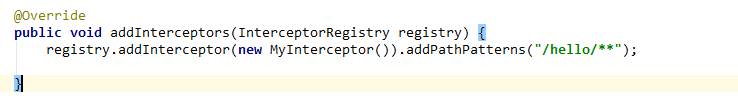 @Override
public void addInterceptors(InterceptorRegistry registry) {
    registry.addInterceptor(new MyInterceptor()).addPathPatterns("/hello/**");
}